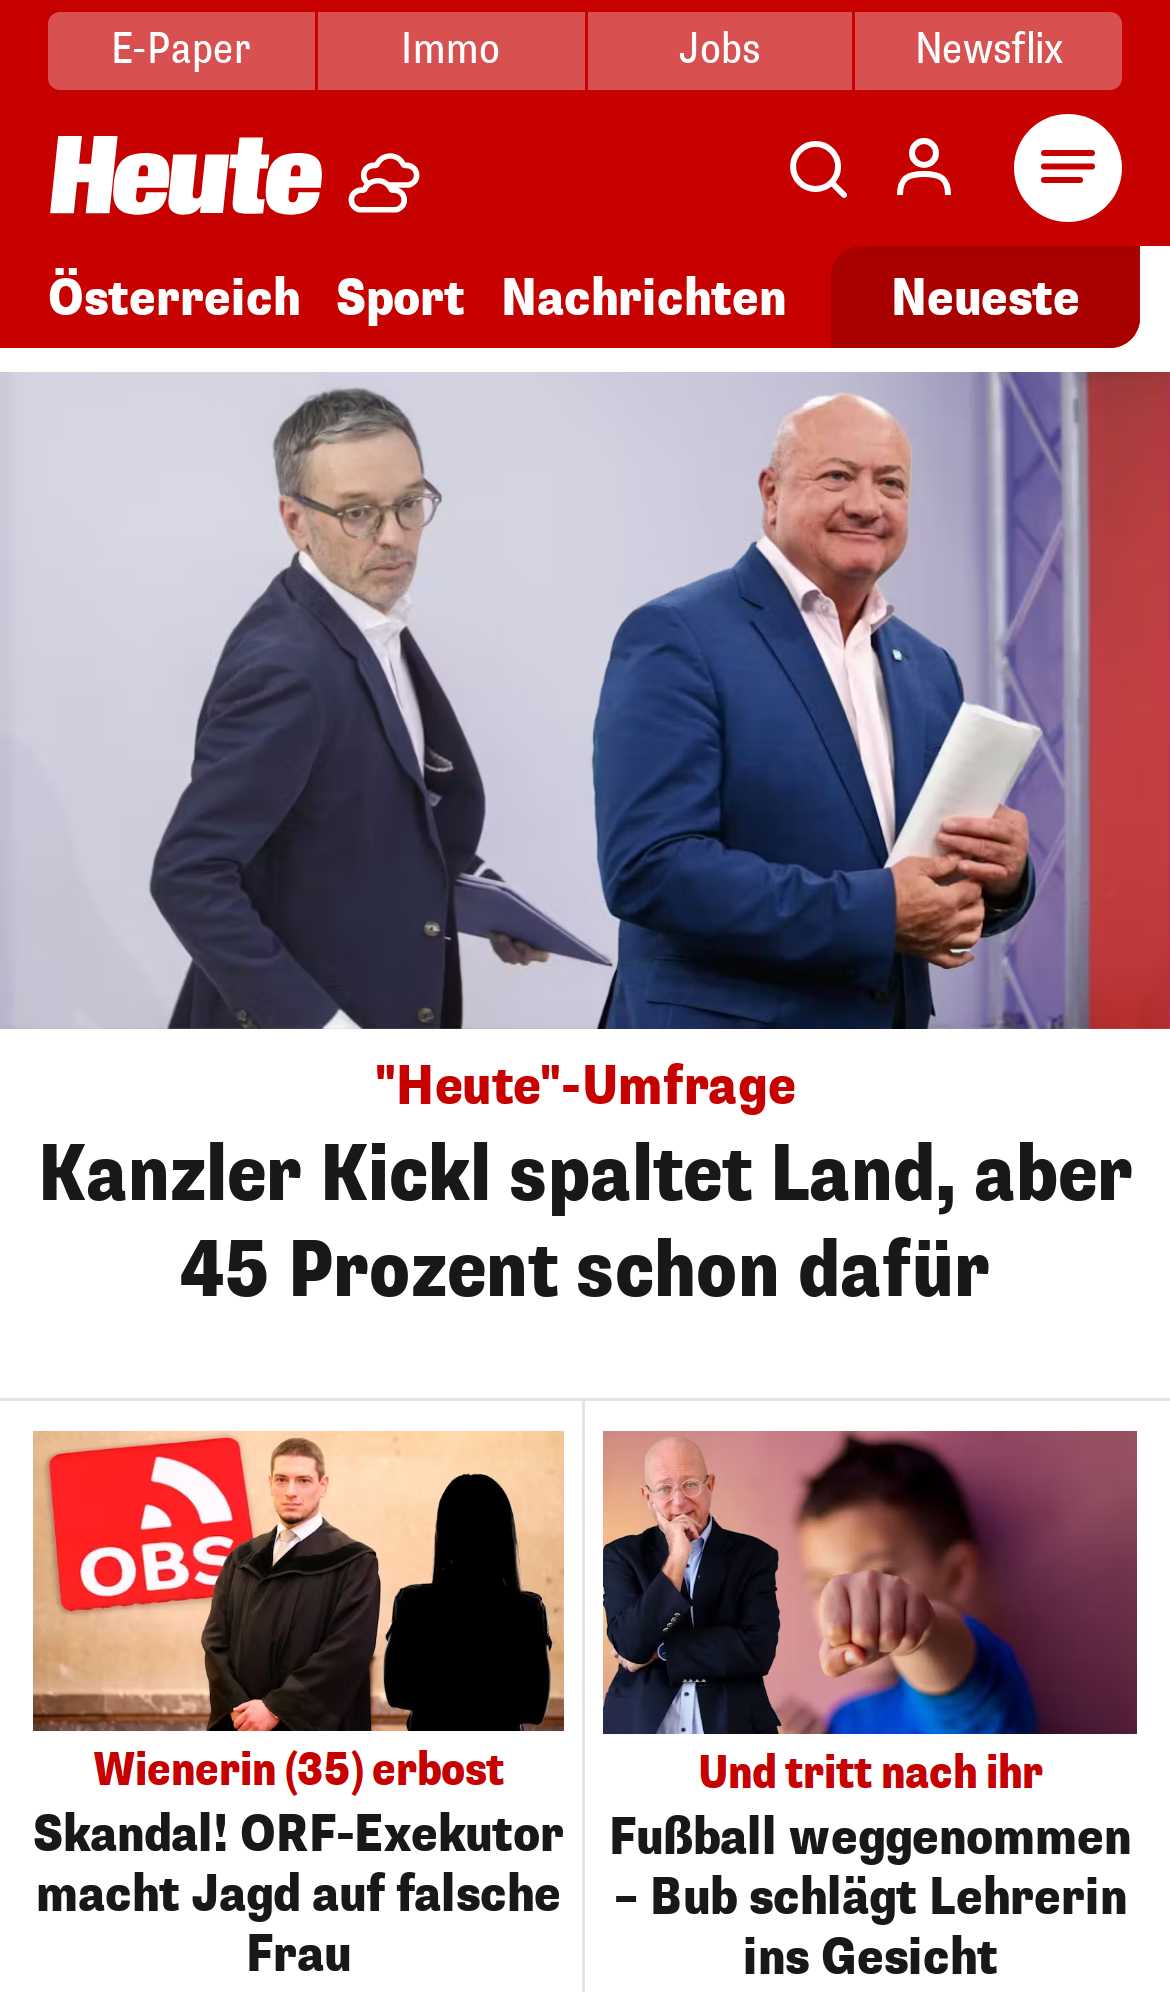 E-Paper
Immo
Jobs
Newsflix
Heute
Österreich
Sport
Nachrichten
Neueste
"Heute"-Umfrage
Kanzler Kickl spaltet Land, aber
45 Prozent schon dafür
OBS
Wienerin (35) erbost
Skandal! ORF-Exekutor
macht Jagd auf falsche
Frau
Und tritt nach ihr
Fußball weggenommen
– Bub schlägt Lehrerin
ins Gesicht